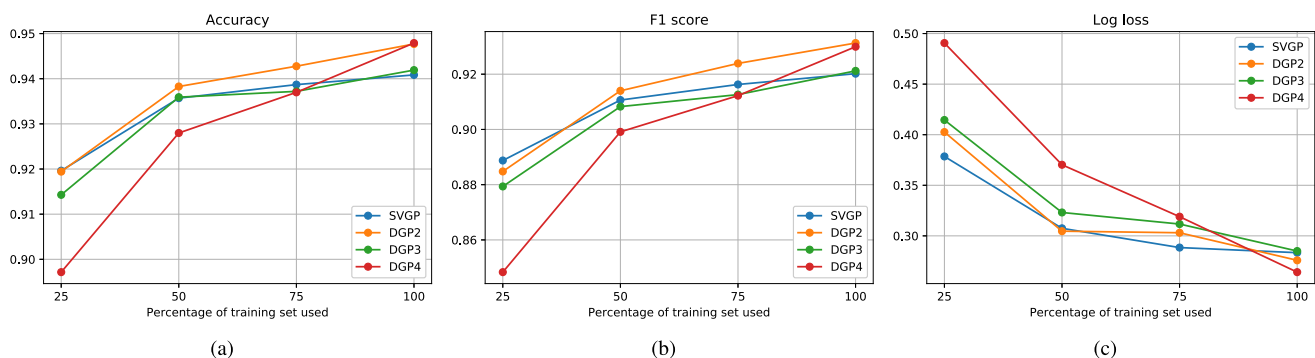 Accuracy
0.95
0.94
0.93
0.92
0.91
0.90
25
50
75
100
Percentage of training set used
SVGP
DGP2
DGP3
DGP4
(a)
F1 score
0.92
0.90
0.88
0.86
25
50
75
100
Percentage of training set used
SVGP
DGP2
DGP3
DGP4
(b)
Log loss
0.50
0.45
0.40
0.35
0.30
25
50
75
100
Percentage of training set used
SVGP
DGP2
DGP3
DGP4
(c)